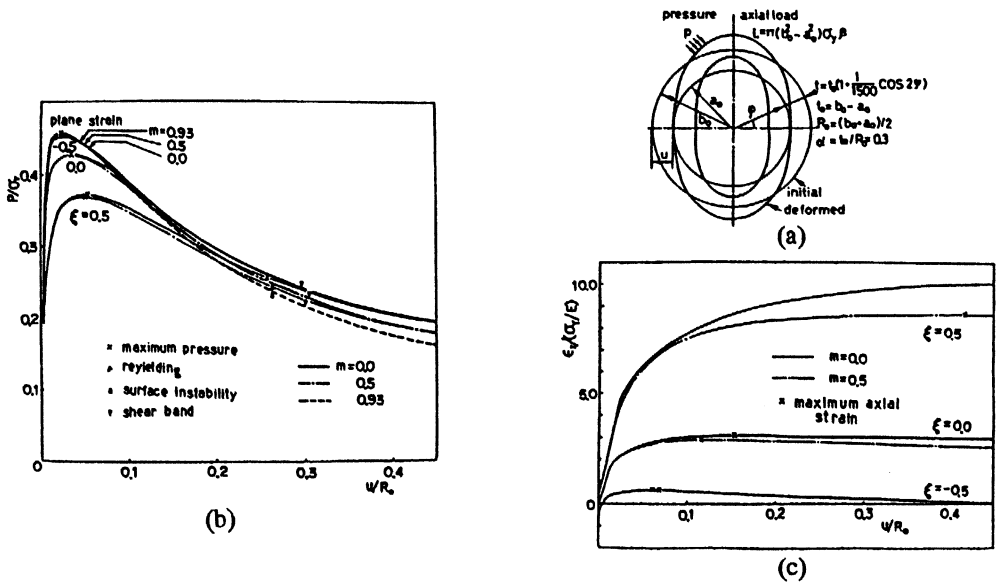 plane strain
-0.5
m=0.93
0.5
0.0
0,0
ξ=0.5
P/σY
0,4
0.3
0.2
0,1
0
0.1
0.2
0.3
0.4
U/R₀
× maximum pressure
reyielding
surface instability
shear band
m=0.0
0.5
0.93
(b)
pressure
p
axial load
L=π(b₀²-a₀²)σY β
a₀
b₀
φ
u
t=t₀(1+1/1500 COS 2φ)
t₀= b₀- a₀
R₀=(b₀+a₀)/2
α = t₀/R₀= 0.3
initial
deformed
(a)
εz/(σY/E)
10.0
5.0
0
ξ=0.5
m=0.0
m=0.5
× maximum axial
strain
ξ=0.0
ξ=-0.5
0,1
0.2
0.3
0.4
U/R₀
(c)